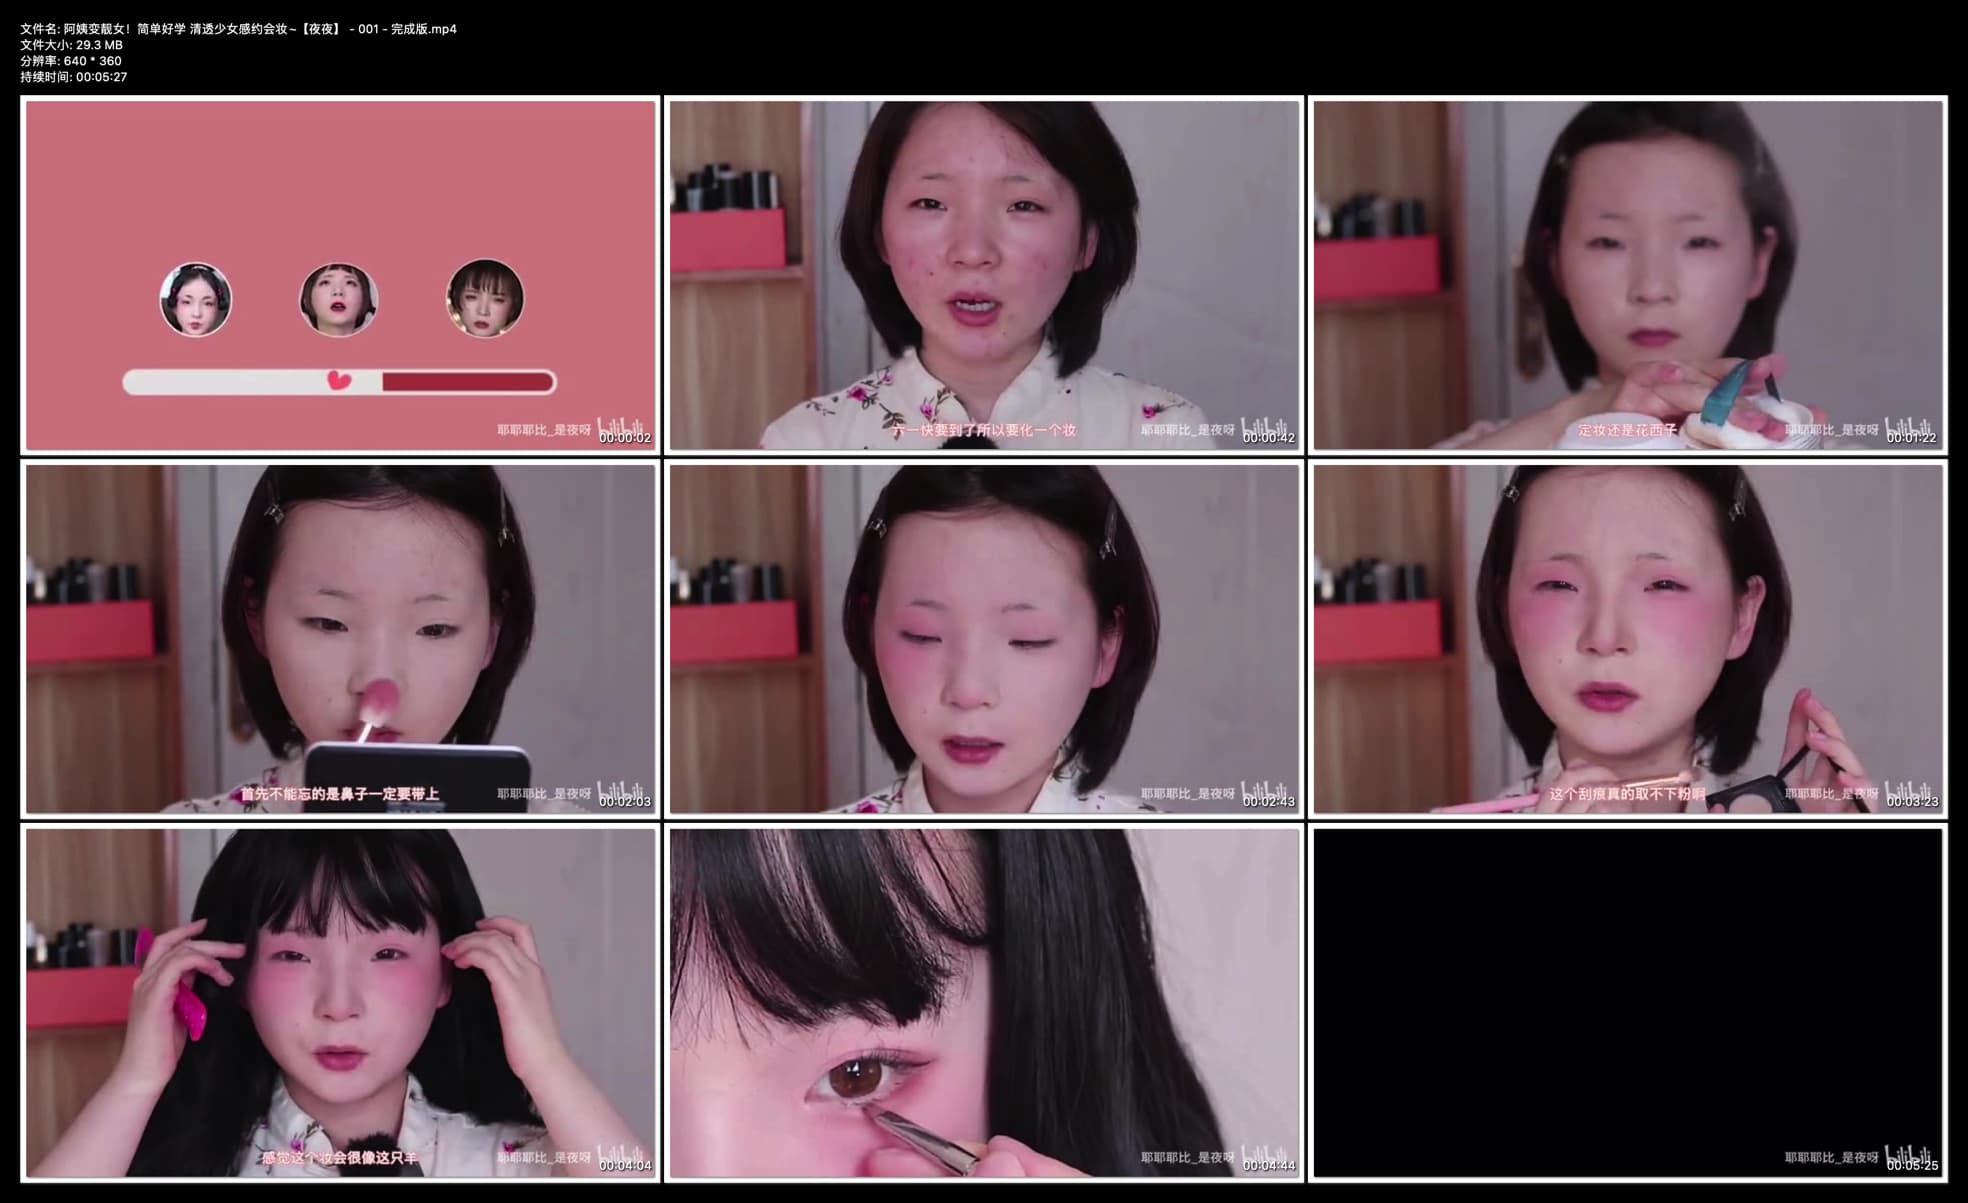 文件名: 阿姨变靓女！简单好学 清透少女感约会妆~【夜夜】 - 001 - 完成版.mp4
文件大小: 29.3 MB
分辨率: 640 * 360
持续时间: 00:05:27
耶耶耶比_是夜呀 bilibili
00:00:02
六一快要到了所以要化一个妆
耶耶耶比_是夜呀 bilibili
00:00:42
定妆还是花西子
耶耶耶比_是夜呀 bilibili
00:01:22
首先不能忘的是鼻子一定要带上
耶耶耶比_是夜呀 bilibili
00:02:03
耶耶耶比_是夜呀 bilibili
00:02:43
这个刮痕真的取不下粉啊
耶耶耶比_是夜呀 bilibili
00:03:23
感觉这个妆会很像这只羊
耶耶耶比_是夜呀 bilibili
00:04:04
耶耶耶比_是夜呀 bilibili
00:04:44
耶耶耶比_是夜呀 bilibili
00:05:25